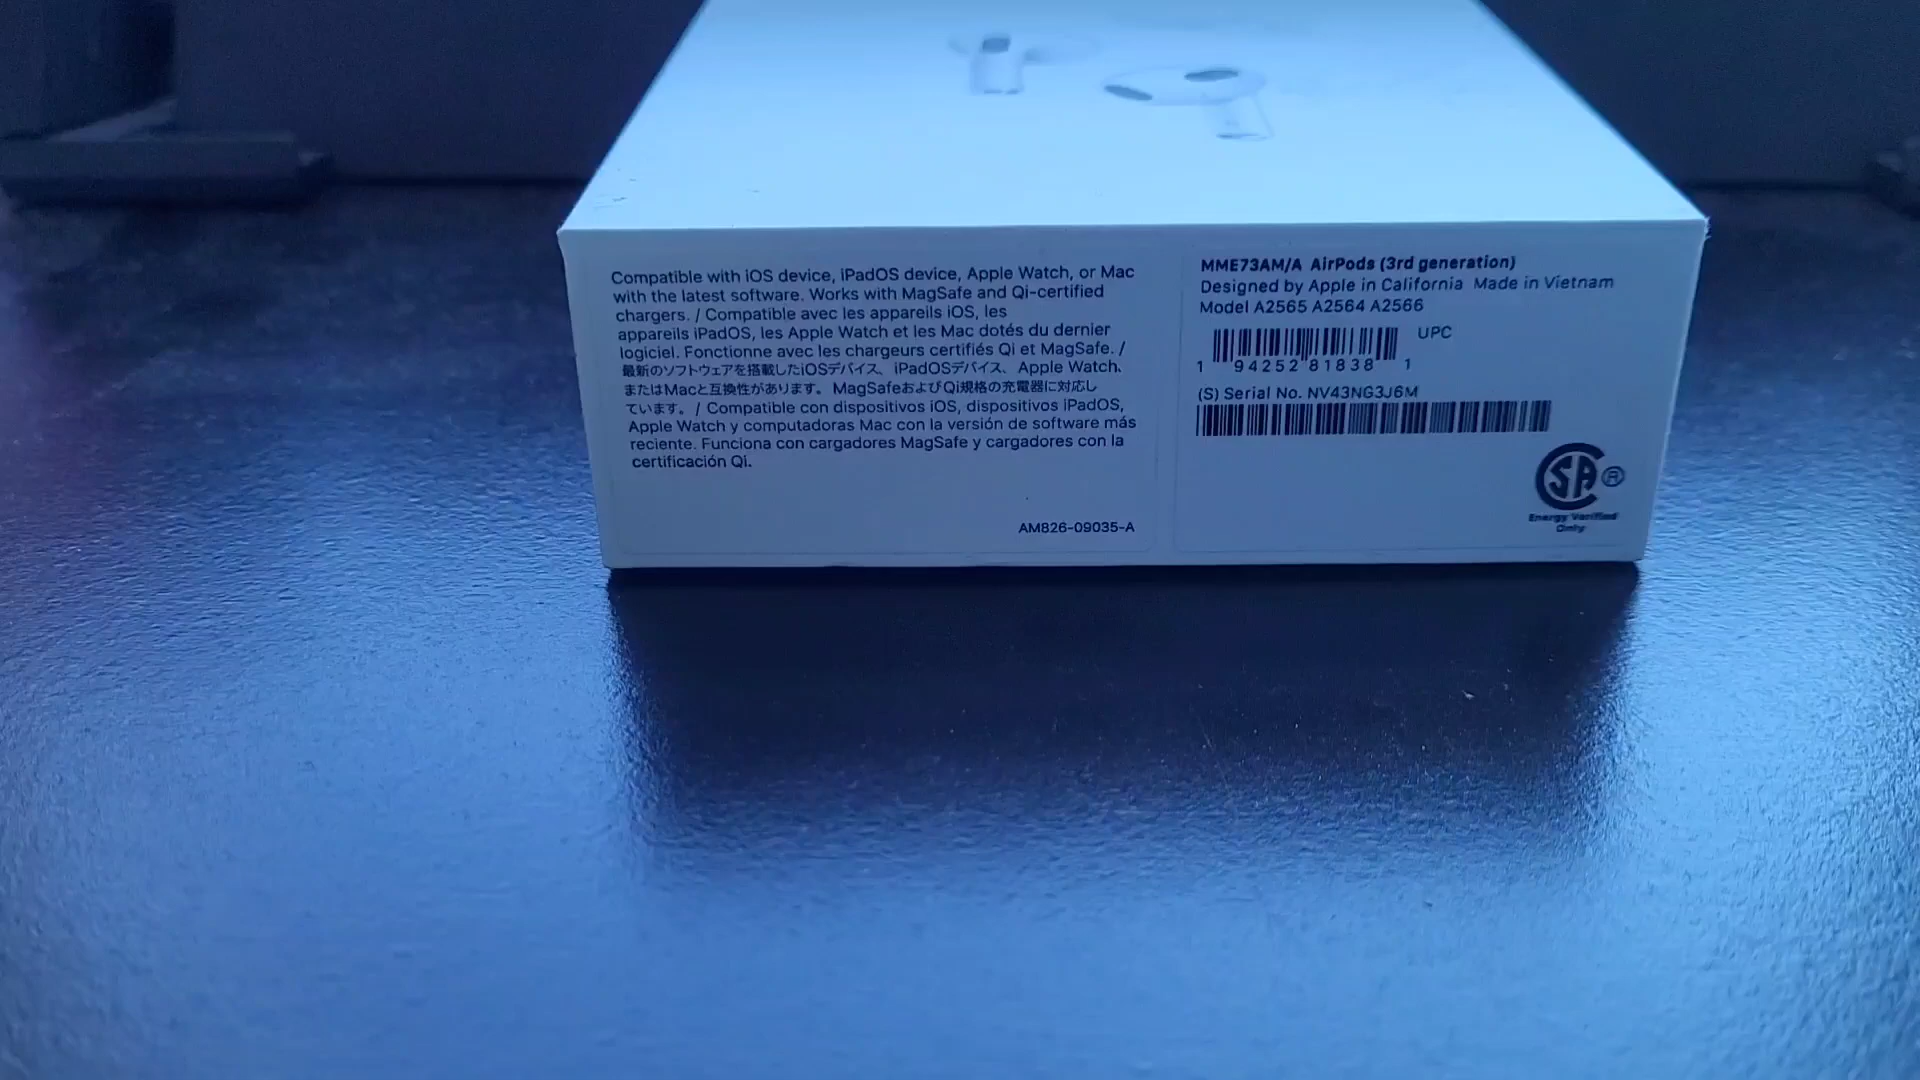 Compatible with iOS device, iPadOS device, Apple Watch, or Mac
with the latest software. Works with MagSafe and Qi-certified
chargers. / Compatible avec les appareils iOS, les
appareils iPadOS, les Apple Watch et les Mac dotés du dernier
logiciel. Fonctionne avec les chargeurs certifiés Qi et MagSafe. /
最新のソフトウェアを搭載したiOSデバイス、iPadOSデバイス、Apple Watch、
またはMacと互換性があります。MagSafeおよびQi規格の充電器に対応し
ています。/ Compatible con dispositivos iOS, dispositivos iPadOS,
Apple Watch y computadoras Mac con la versión de software más
reciente. Funciona con cargadores MagSafe y cargadores con la
certificación Qi.
AM826-09035-A
MME73AM/A AirPods (3rd generation)
Designed by Apple in California Made in Vietnam
Model A2565 A2564 A2566
UPC
1 94252 81838 1
(S) Serial No. NV43NG3J6M
CSA®
Energy Verified
Only